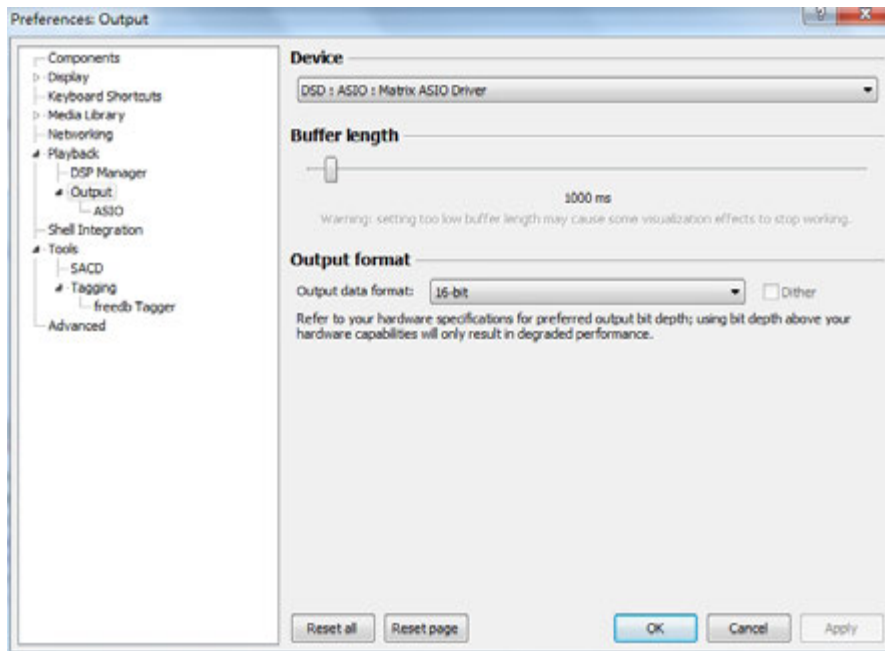 Preferences: Output
Components
Display
Keyboard Shortcuts
Media Library
Networking
Playback
DSP Manager
Output
ASIO
Shell Integration
Tools
SACD
Tagging
freedb Tagger
Advanced
Device
DSD : ASIO : Matrix ASIO Driver
Buffer length
1000 ms
Warning: setting too low buffer length may cause some visualization effects to stop working.
Output format
Output data format: 16-bit Dither
Refer to your hardware specifications for preferred output bit depth; using bit depth above your
hardware capabilities will only result in degraded performance.
Reset all Reset page OK Cancel Apply